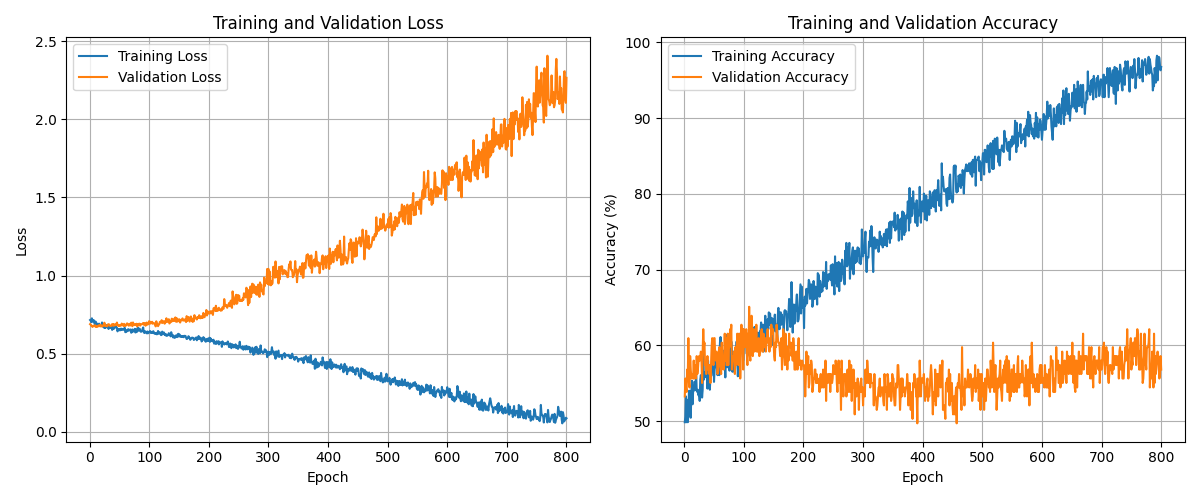 Training and Validation Loss
Training Loss
Validation Loss
2.5
2.0
1.5
1.0
0.5
0.0
Loss
0 100 200 300 400 500 600 700 800
Epoch
Training and Validation Accuracy
Training Accuracy
Validation Accuracy
100
90
80
70
60
50
Accuracy (%)
0 100 200 300 400 500 600 700 800
Epoch